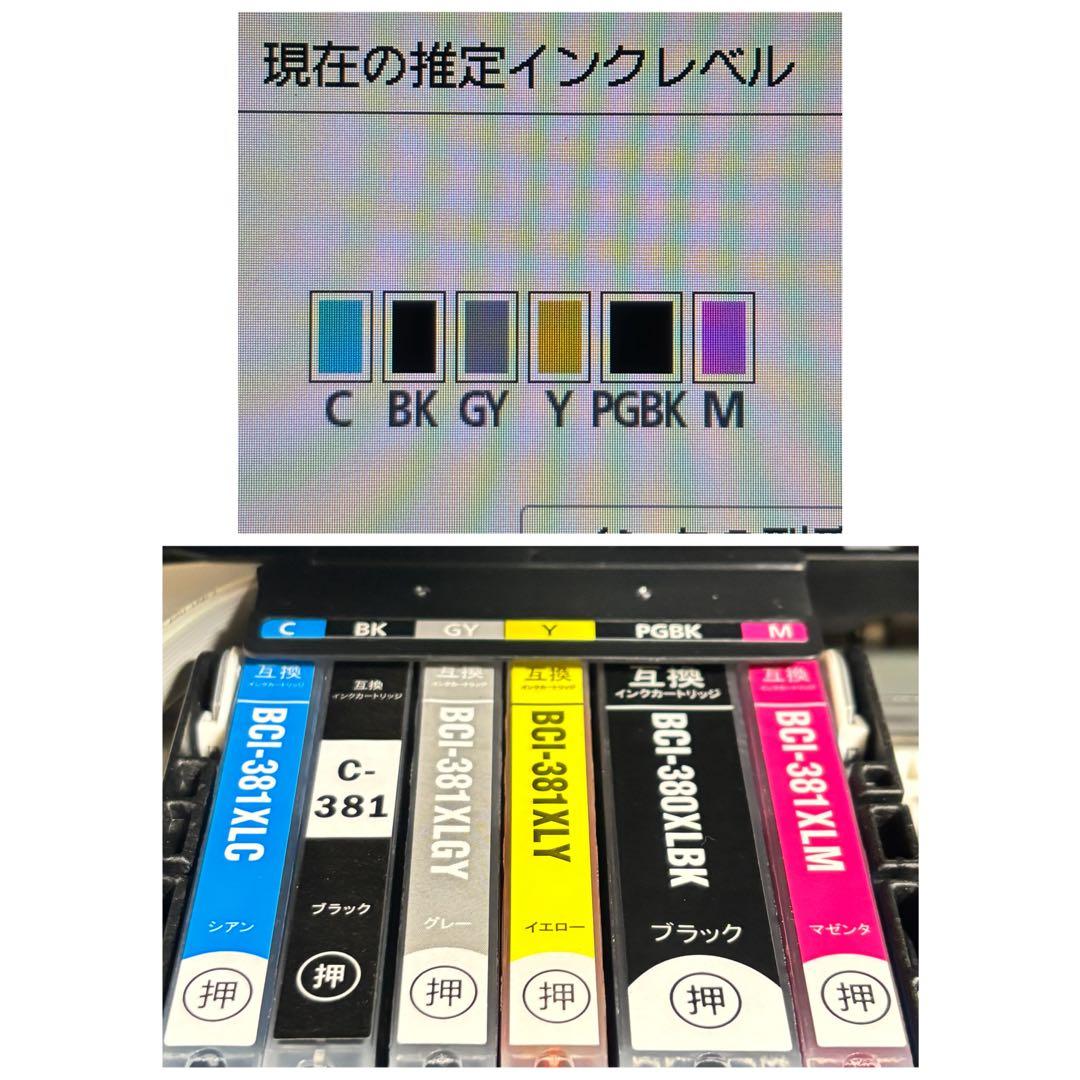 現在の推定インクレベル
C BK GY Y PGBK M
C BK GY Y PGBK M
互換
インクカートリッジ
BCI-381XLC
シアン
押
互換
インクカートリッジ
C-
381
ブラック
押
互換
インクカートリッジ
BCI-381XLGY
グレー
押
互換
インクカートリッジ
BCI-381XLY
イエロー
押
互換
インクカートリッジ
BCI-380XLBK
ブラック
押
互換
インクカートリッジ
BCI-381XLM
マゼンタ
押